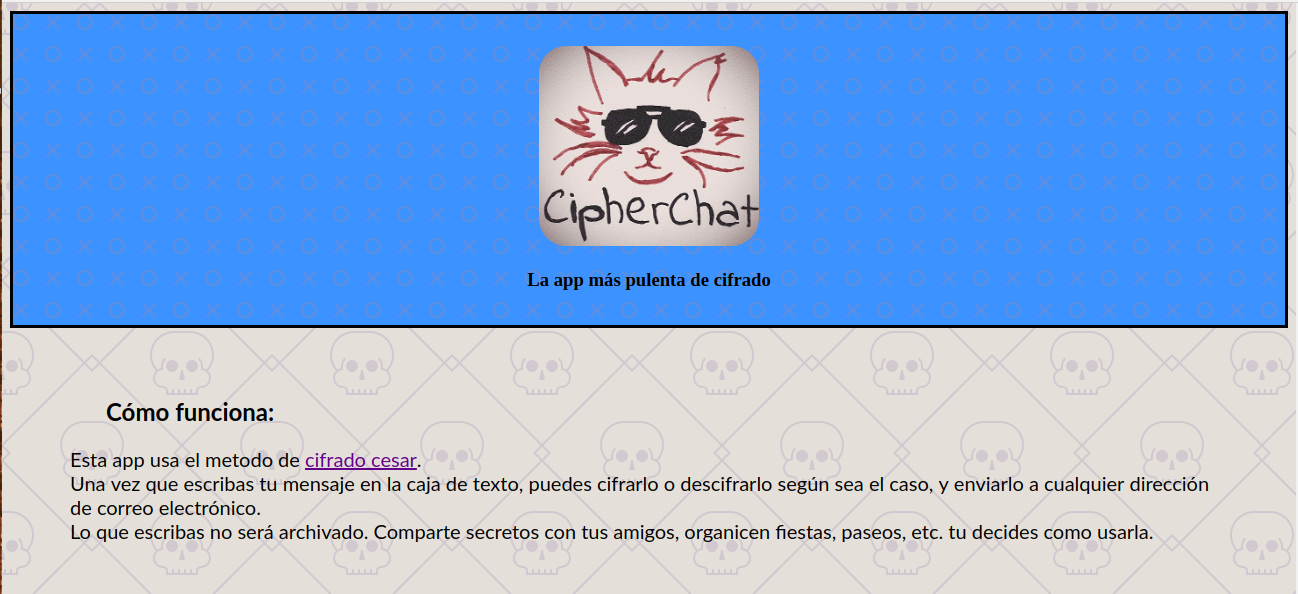 CipherChat
La app más pulenta de cifrado
Cómo funciona:
Esta app usa el metodo de cifrado cesar.
Una vez que escribas tu mensaje en la caja de texto, puedes cifrarlo o descifrarlo según sea el caso, y enviarlo a cualquier dirección
de correo electrónico.
Lo que escribas no será archivado. Comparte secretos con tus amigos, organicen fiestas, paseos, etc. tu decides como usarla.